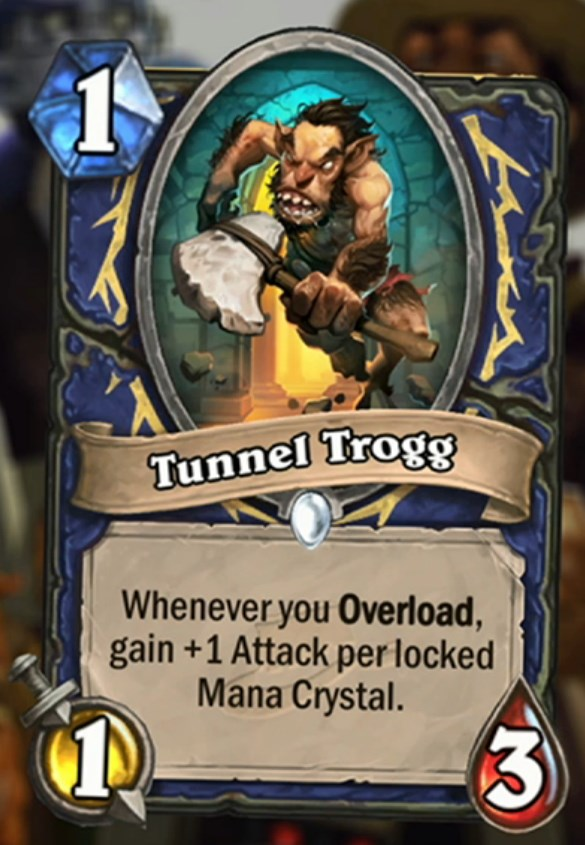 1
Tunnel Trogg
Whenever you Overload,
gain +1 Attack per locked
Mana Crystal.
1
3